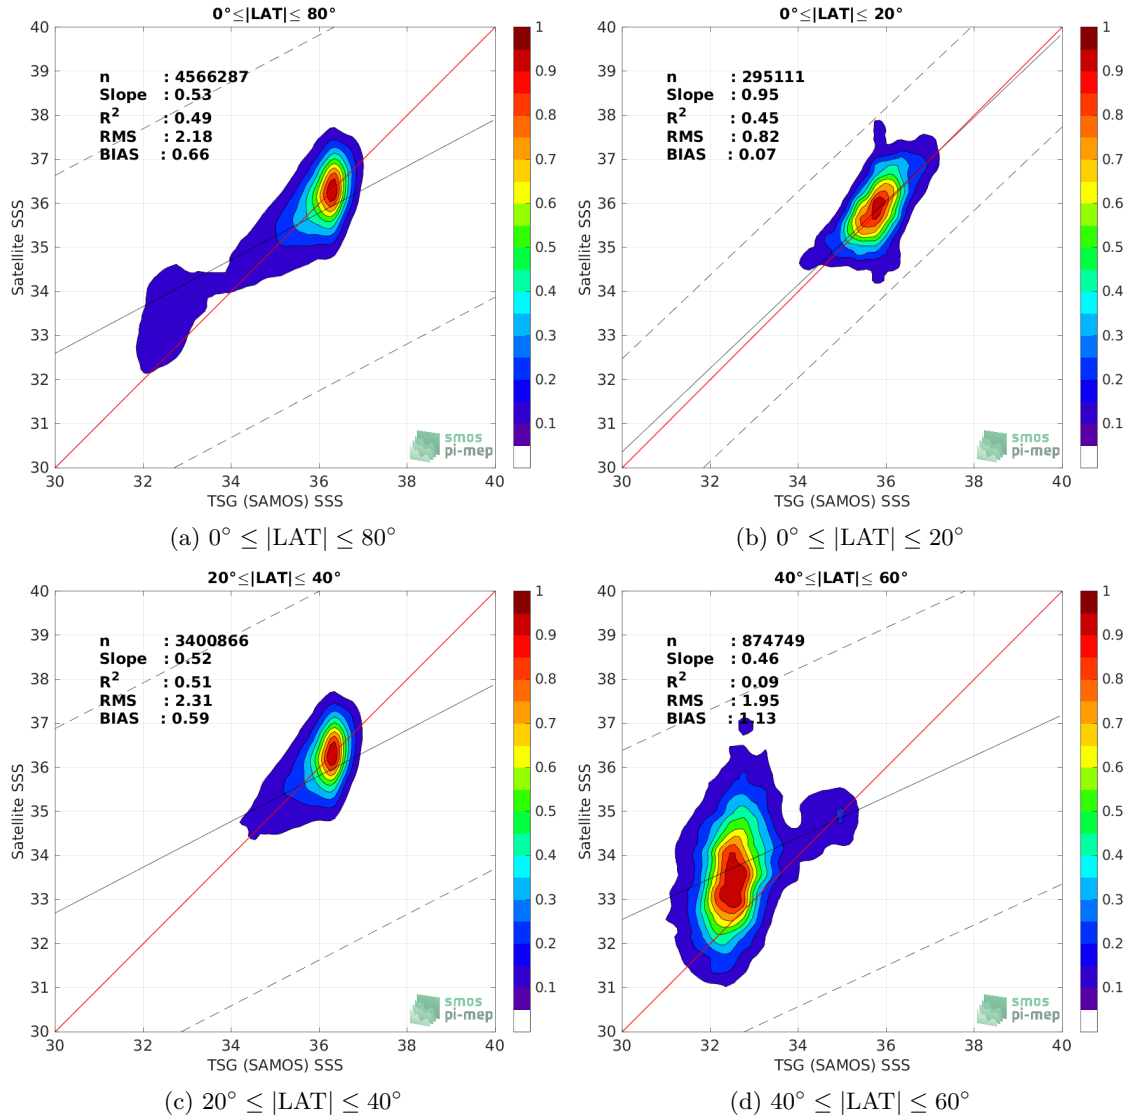 0°≤|LAT|≤ 80°
n : 4566287
Slope : 0.53
R² : 0.49
RMS : 2.18
BIAS : 0.66
40
39
38
37
36
35
34
33
32
31
30
30
32
34
36
38
40
Satellite SSS
TSG (SAMOS) SSS
1
0.9
0.8
0.7
0.6
0.5
0.4
0.3
0.2
0.1
smos
pi-mep
(a) 0° ≤ |LAT| ≤ 80°
0°≤|LAT|≤ 20°
n : 295111
Slope : 0.95
R² : 0.45
RMS : 0.82
BIAS : 0.07
40
39
38
37
36
35
34
33
32
31
30
30
32
34
36
38
40
Satellite SSS
TSG (SAMOS) SSS
1
0.9
0.8
0.7
0.6
0.5
0.4
0.3
0.2
0.1
smos
pi-mep
(b) 0° ≤ |LAT| ≤ 20°
20°≤|LAT|≤ 40°
n : 3400866
Slope : 0.52
R² : 0.51
RMS : 2.31
BIAS : 0.59
40
39
38
37
36
35
34
33
32
31
30
30
32
34
36
38
40
Satellite SSS
TSG (SAMOS) SSS
1
0.9
0.8
0.7
0.6
0.5
0.4
0.3
0.2
0.1
smos
pi-mep
(c) 20° ≤ |LAT| ≤ 40°
40°≤|LAT|≤ 60°
n : 874749
Slope : 0.46
R² : 0.09
RMS : 1.95
BIAS : 1.13
40
39
38
37
36
35
34
33
32
31
30
30
32
34
36
38
40
Satellite SSS
TSG (SAMOS) SSS
1
0.9
0.8
0.7
0.6
0.5
0.4
0.3
0.2
0.1
smos
pi-mep
(d) 40° ≤ |LAT| ≤ 60°